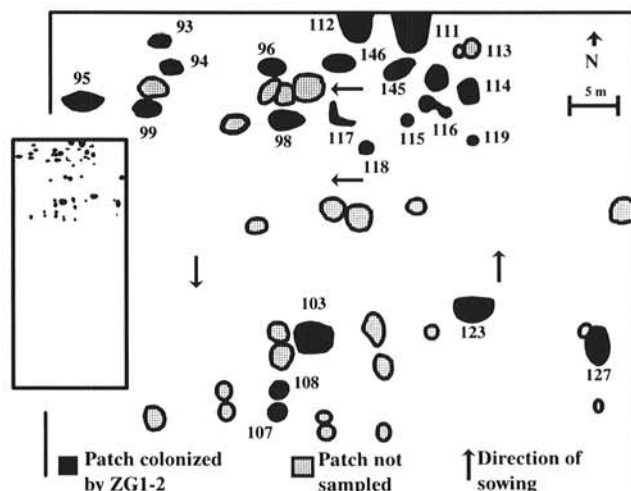 112
111
93
96
146
113
N
94
95
145
114
5 m
99
98
117
115
116
119
118
103
123
127
108
107
Patch colonized
by ZG1-2
Patch not
sampled
Direction of
sowing